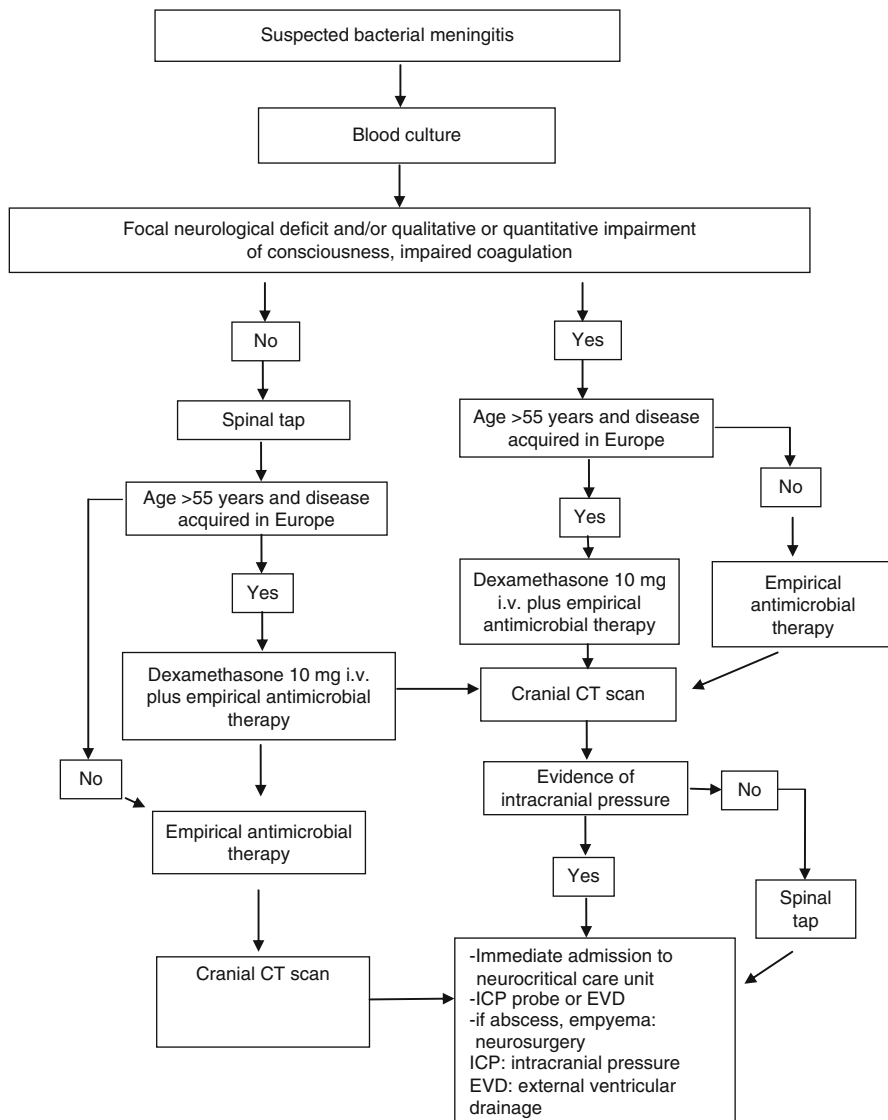 Suspected bacterial meningitis
Blood culture
Focal neurological deficit and/or qualitative or quantitative impairment
of consciousness, impaired coagulation
No
Yes
Spinal tap
Age >55 years and disease
acquired in Europe
No
Age >55 years and disease
acquired in Europe
Yes
Yes
Dexamethasone 10 mg
i.v. plus empirical
antimicrobial therapy
Empirical
antimicrobial
therapy
Dexamethasone 10 mg i.v.
plus empirical antimicrobial
therapy
Cranial CT scan
No
Evidence of
intracranial pressure
No
Empirical antimicrobial
therapy
Yes
Spinal
tap
Cranial CT scan
-Immediate admission to
neurocritical care unit
-ICP probe or EVD
-if abscess, empyema:
neurosurgery
ICP: intracranial pressure
EVD: external ventricular
drainage